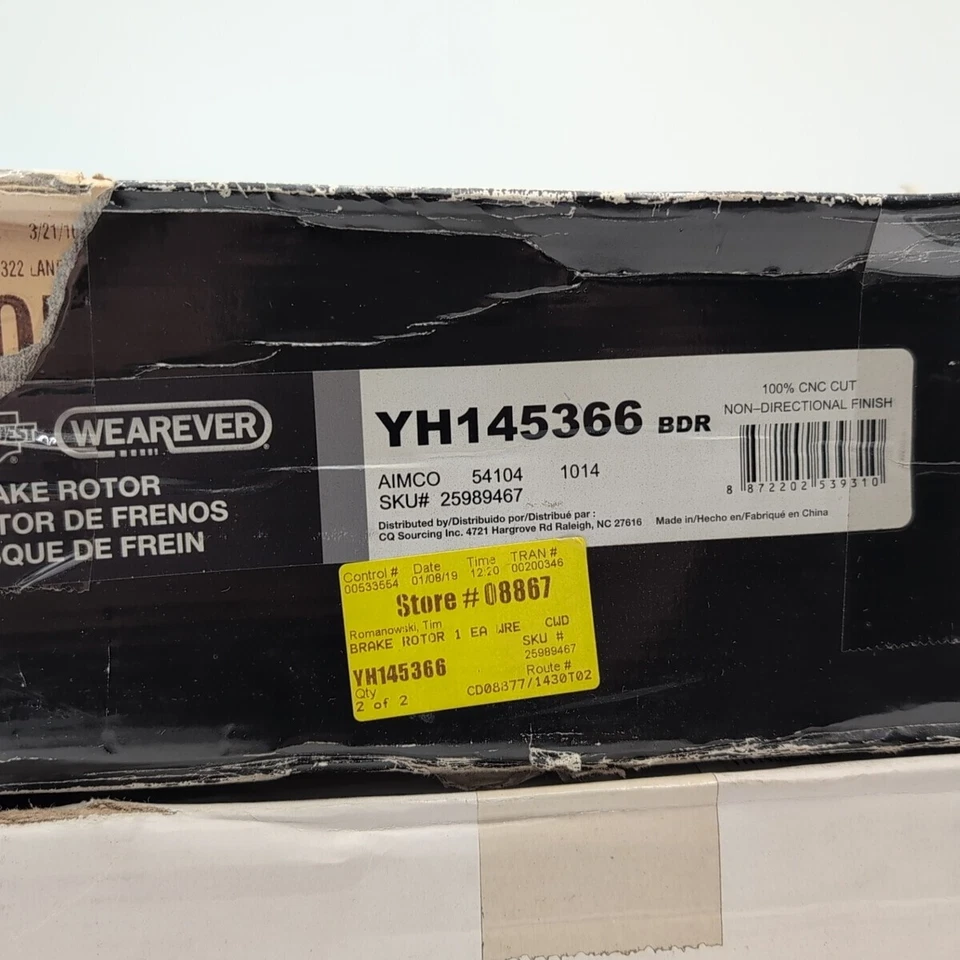 3/21/1
322 LAN
WEAREVER
AKE ROTOR
TOR DE FRENOS
SQUE DE FREIN
YH145366 BDR
AIMCO 54104 1014
SKU# 25989467
Distributed by/Distribuido por/Distribué par :
CQ Sourcing Inc. 4721 Hargrove Rd Raleigh, NC 27616
Made in/Hecho en/Fabriqué en China
100% CNC CUT
NON-DIRECTIONAL FINISH
8 872202 539310
Control # Date Time TRAN #
00533554 01/08/19 12:20 00200346
Store # 08867
Romanowski, Tim
BRAKE ROTOR 1 EA WRE CWD
SKU #
25989467
YH145366
Route #
Qty
2 of 2
CD08877/1430T02